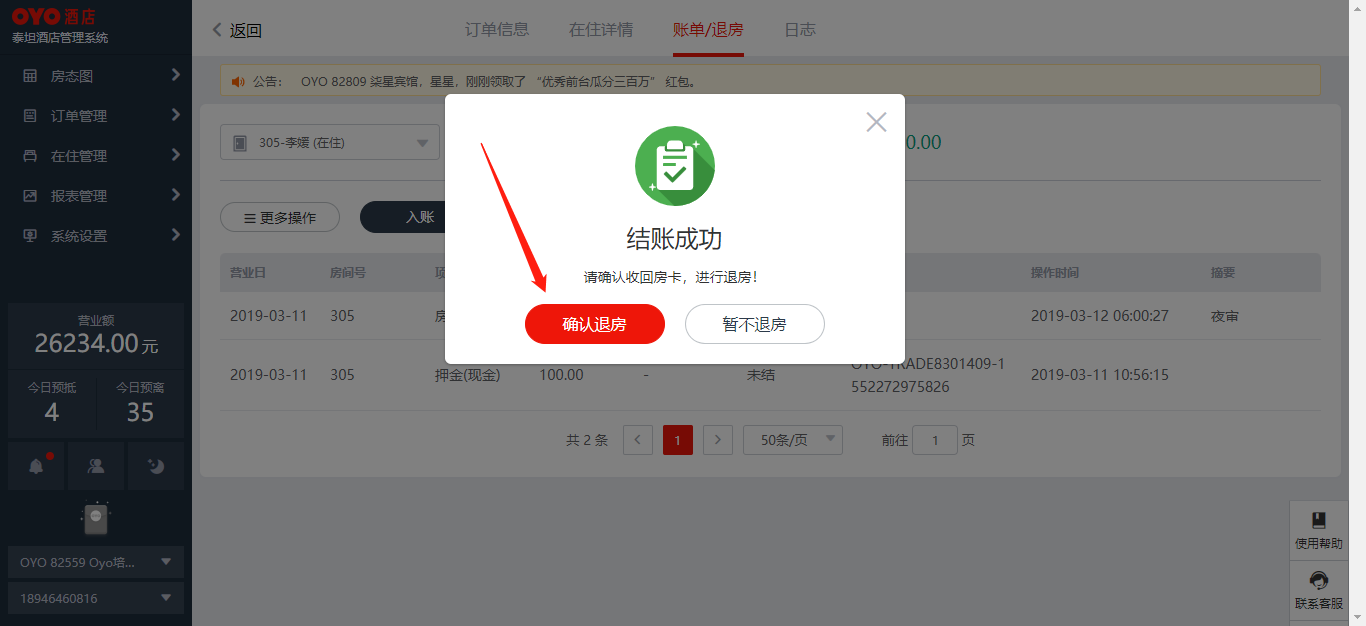 OYO 酒店
泰坦酒店管理系统
房态图
订单管理
在住管理
报表管理
系统设置
营业额
26234.00 元
今日预抵 今日预离
4 35
OYO 82559 Oyo培...
18946460816
返回 订单信息 在住详情 账单/退房 日志
公告： OYO 82809 柒星宾馆，星星，刚刚领取了 “优秀前台瓜分三百万” 红包。
305-李媛 (在住)
0.00
更多操作 入账
结账成功
请确认收回房卡，进行退房！
确认退房 暂不退房
营业日 房间号 操作时间 摘要
2019-03-11 305 2019-03-12 06:00:27 夜审
2019-03-11 305 押金(现金) 100.00 - 未结 OYO-TRADE8301409-1
552272975826 2019-03-11 10:56:15
共 2 条 1 50条/页 前往 1 页
使用帮助
联系客服